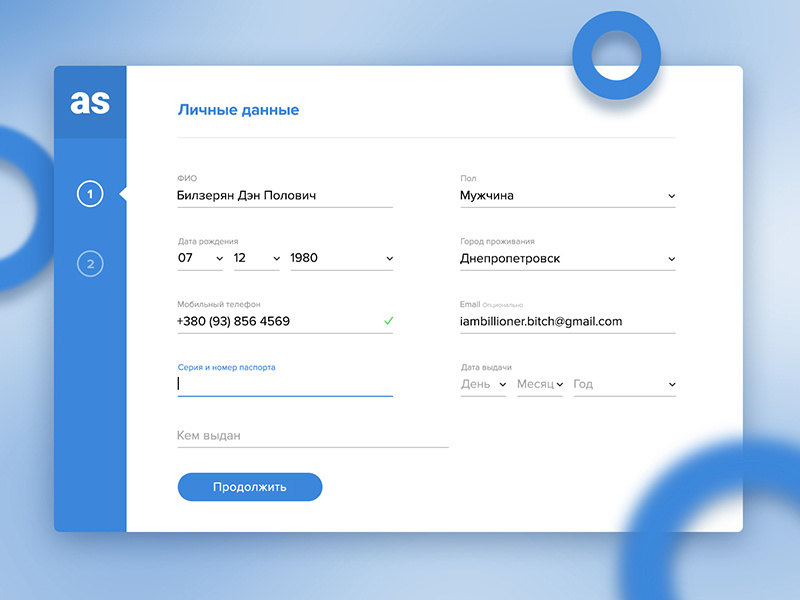 as
Личные данные
1
2
ФИО
Билзерян Дэн Полович
Пол
Мужчина
Дата рождения
07 12 1980
Город проживания
Днепропетровск
Мобильный телефон
+380 (93) 856 4569
Email Опционально
iambillioner.bitch@gmail.com
Серия и номер паспорта
Дата выдачи
День Месяц Год
Кем выдан
Продолжить